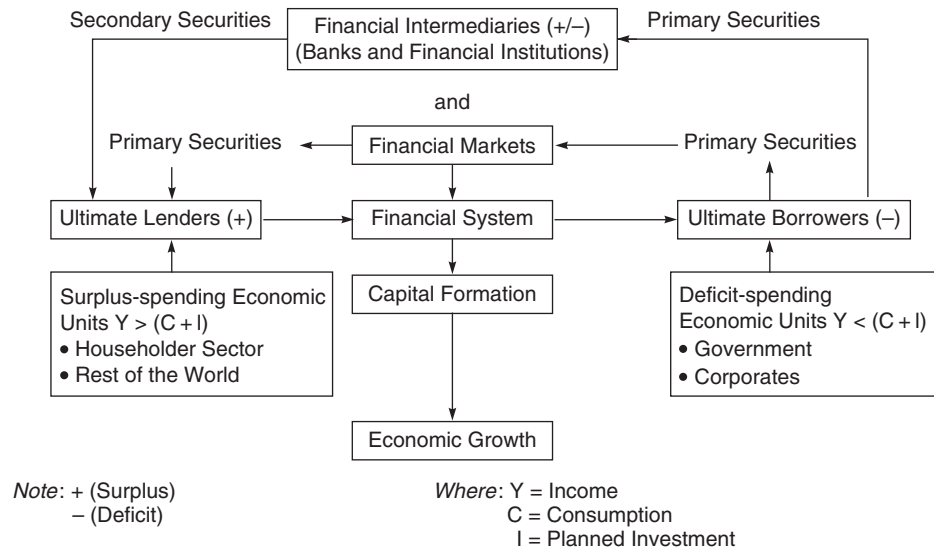 Secondary Securities
Financial Intermediaries (+/–)
(Banks and Financial Institutions)
Primary Securities
and
Primary Securities
Financial Markets
Primary Securities
Ultimate Lenders (+)
Financial System
Ultimate Borrowers (–)
Surplus-spending Economic
Units Y > (C + I)
• Householder Sector
• Rest of the World
Capital Formation
Deficit-spending
Economic Units Y < (C + I)
• Government
• Corporates
Economic Growth
Note: + (Surplus)
– (Deficit)
Where: Y = Income
C = Consumption
I = Planned Investment